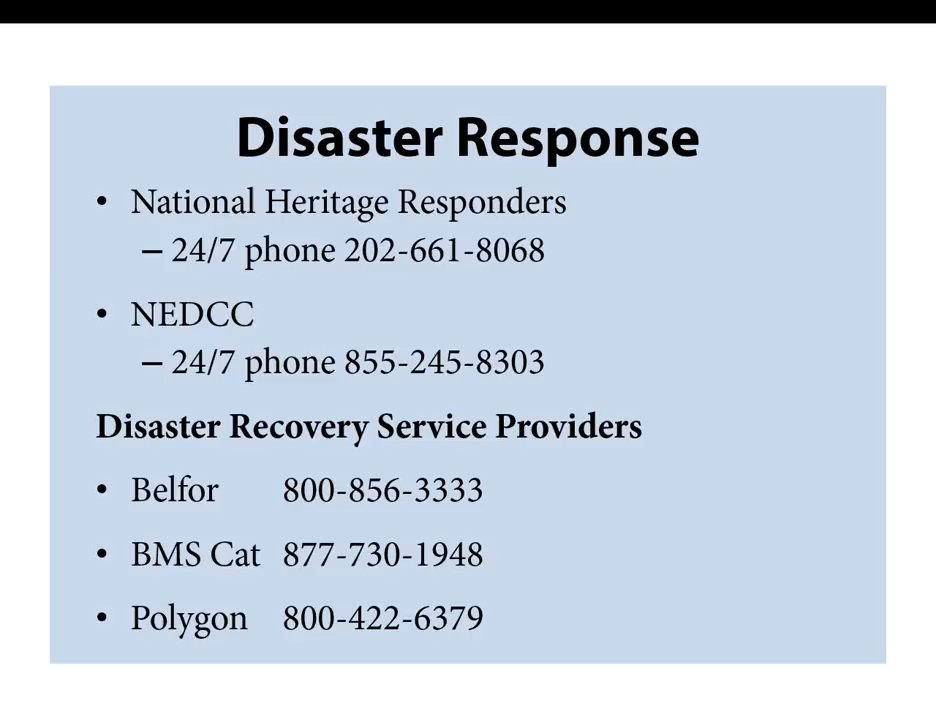 Disaster Response
• National Heritage Responders
– 24/7 phone 202-661-8068
• NEDCC
– 24/7 phone 855-245-8303
Disaster Recovery Service Providers
• Belfor 800-856-3333
• BMS Cat 877-730-1948
• Polygon 800-422-6379